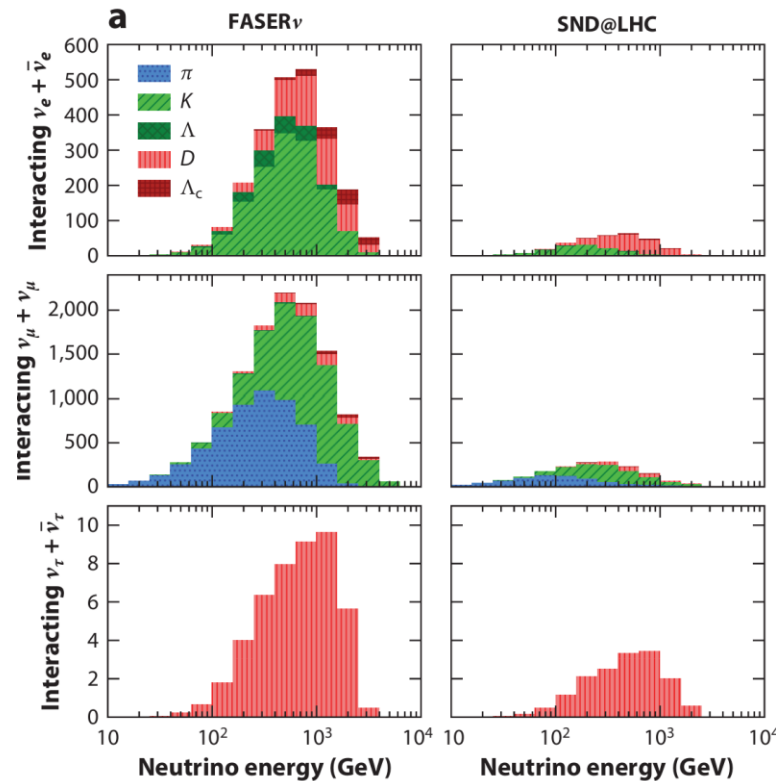 a
FASERν
SND@LHC
Interacting νe + ν̄e
600
500
400
300
200
100
0
π
K
Λ
D
Λc
Interacting νμ + νμ
2,000
1,500
1,000
500
0
Interacting ντ + ν̄τ
10
8
6
4
2
0
10 10² 10³ 10⁴
10 10² 10³ 10⁴
Neutrino energy (GeV)
Neutrino energy (GeV)